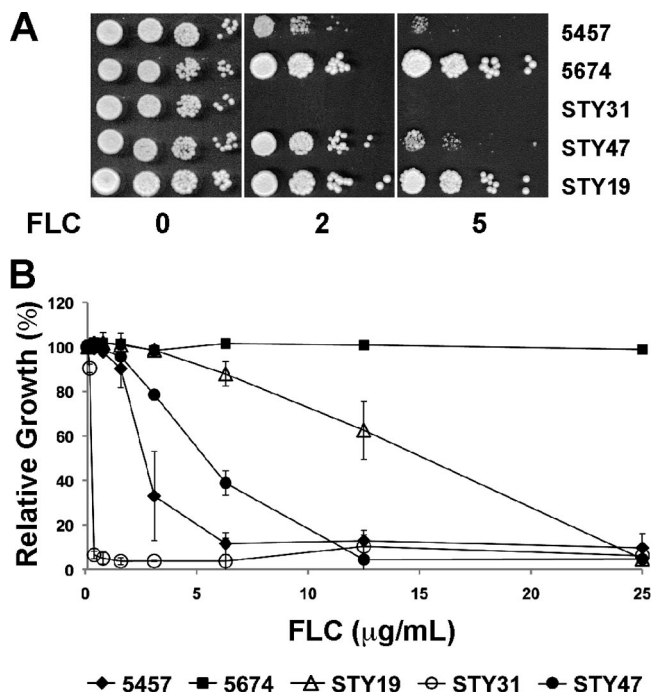 A
5457
5674
STY31
STY47
STY19
FLC 0 2 5
B
Relative Growth (%)
120
100
80
60
40
20
0
0 5 10 15 20 25
FLC (µg/mL)
5457 5674 STY19 STY31 STY47